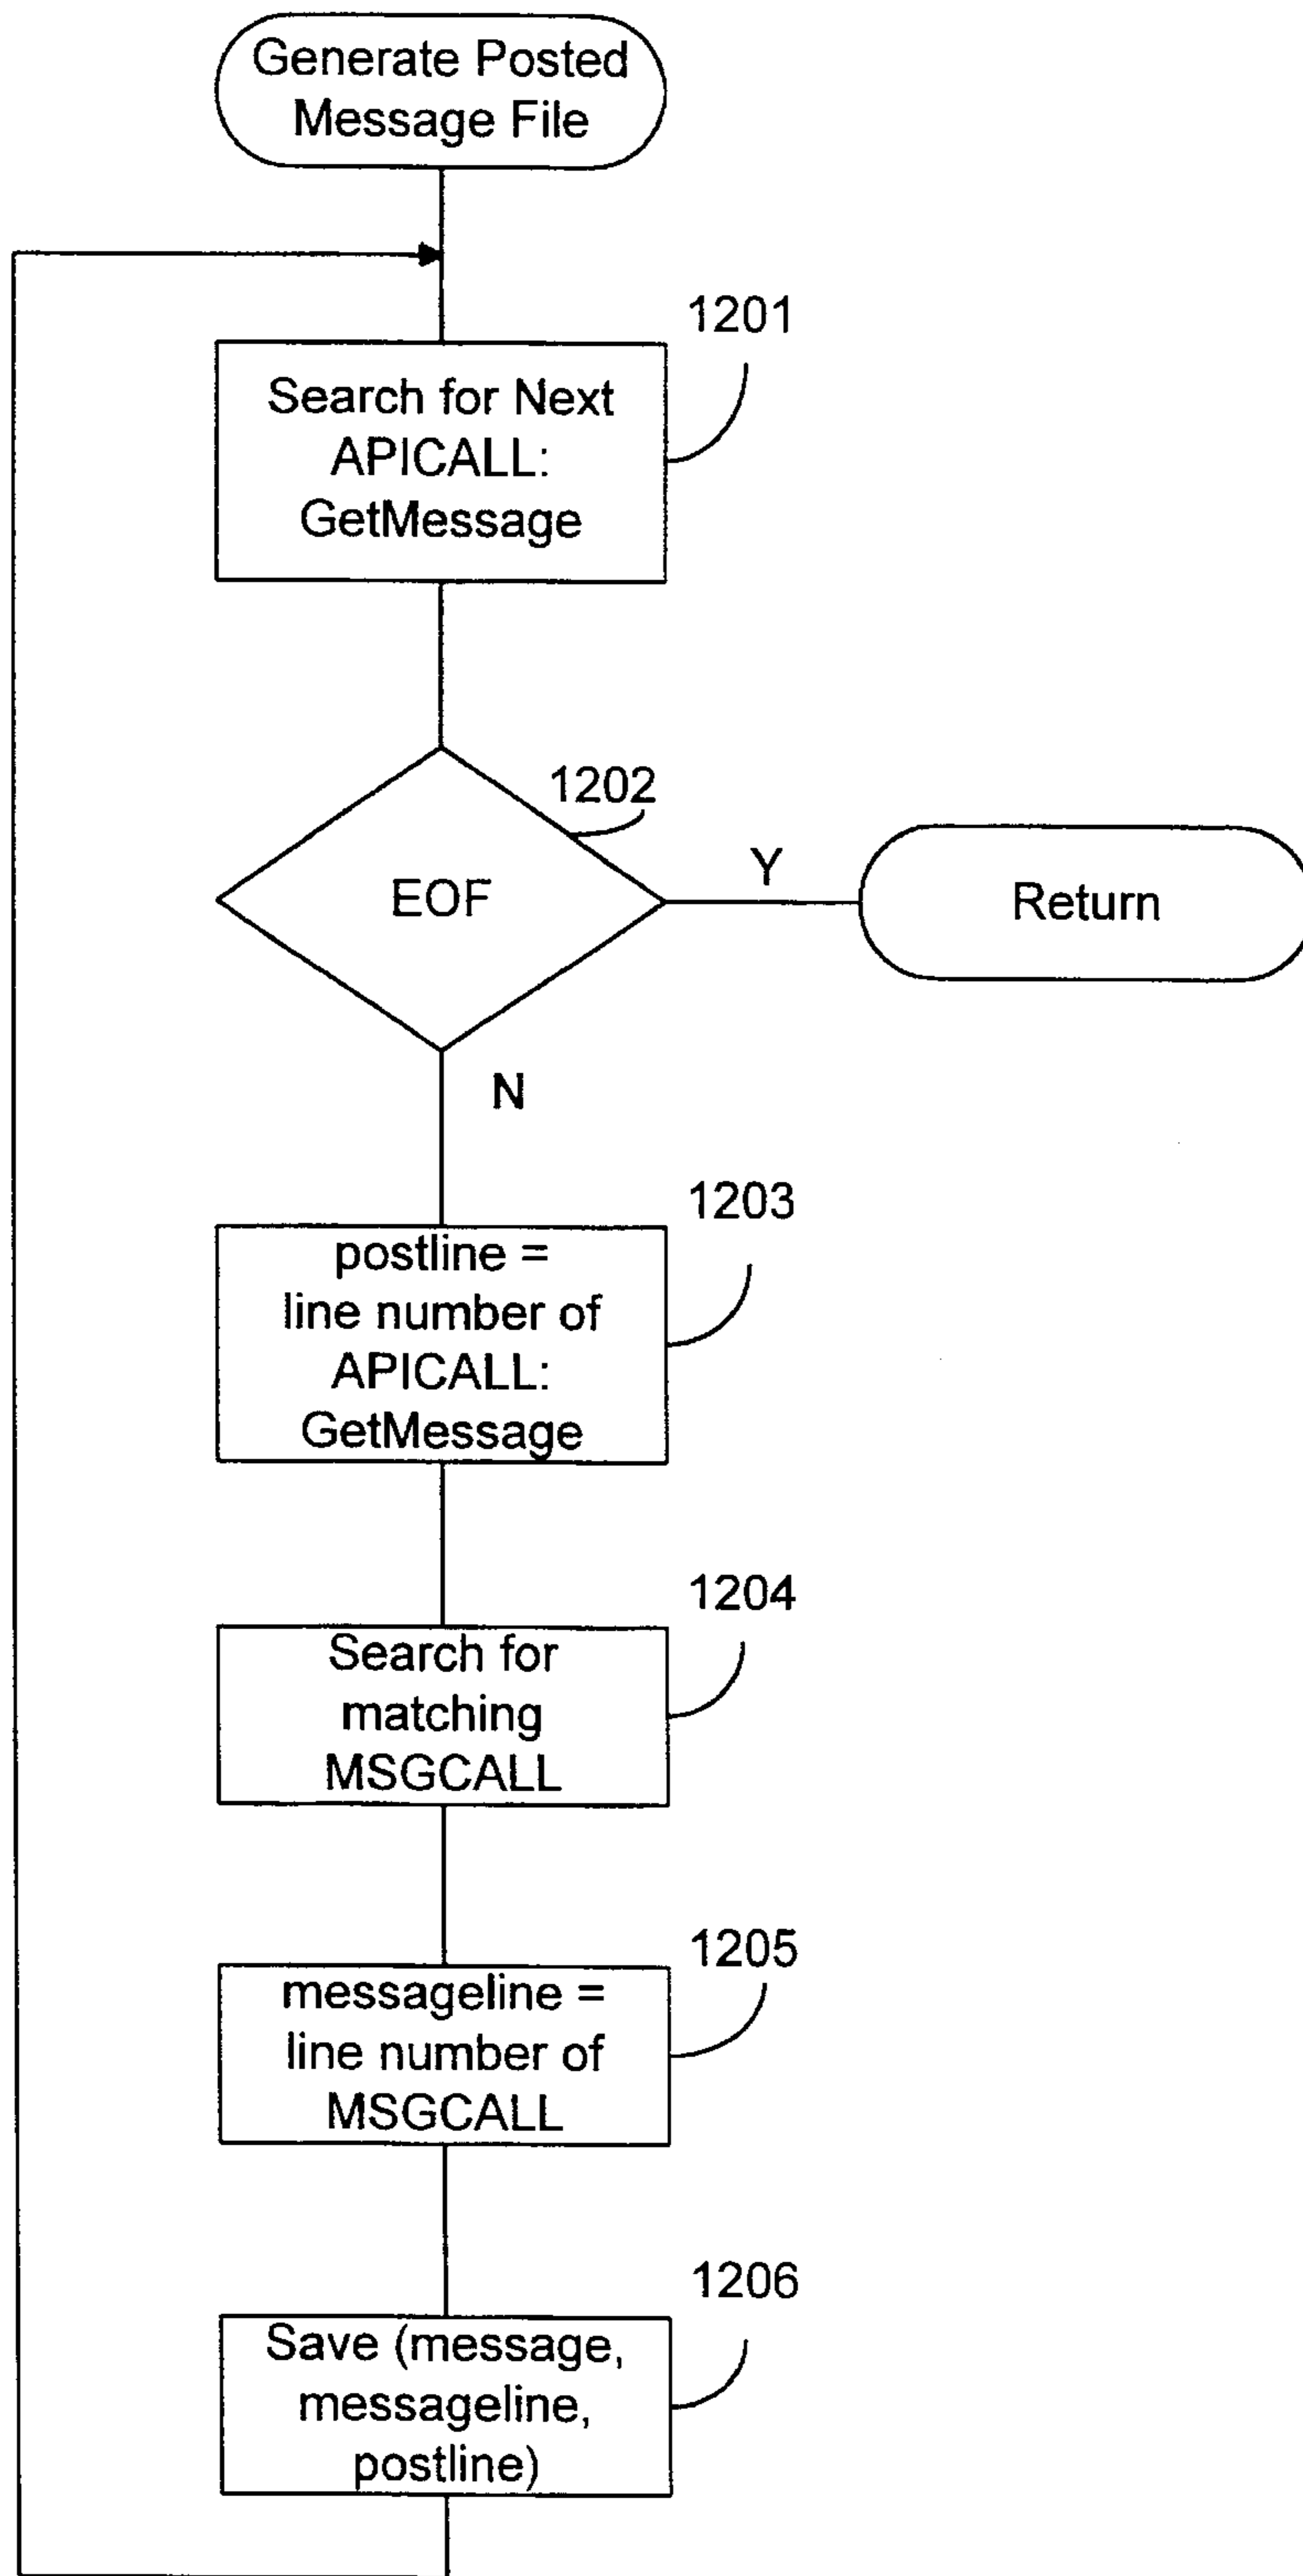 Generate Posted
Message File
1201
Search for Next
APICALL:
GetMessage
1202
EOF
Y
Return
N
1203
postline =
line number of
APICALL:
GetMessage
1204
Search for
matching
MSGCALL
1205
messageline =
line number of
MSGCALL
1206
Save (message,
messageline,
postline)